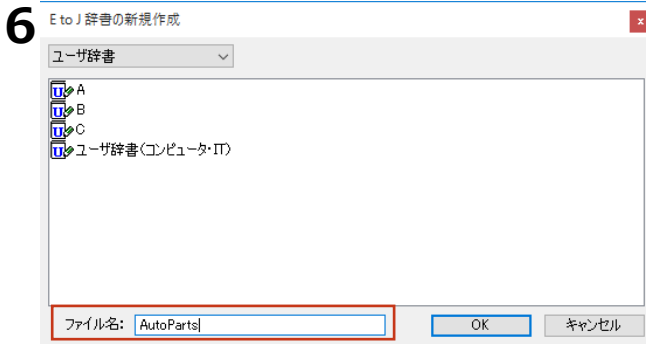 6
E to J 辞書の新規作成
x
ユーザ辞書
U A
U B
U C
U ユーザ辞書(コンピュータ・IT)
ファイル名: AutoParts
OK キャンセル